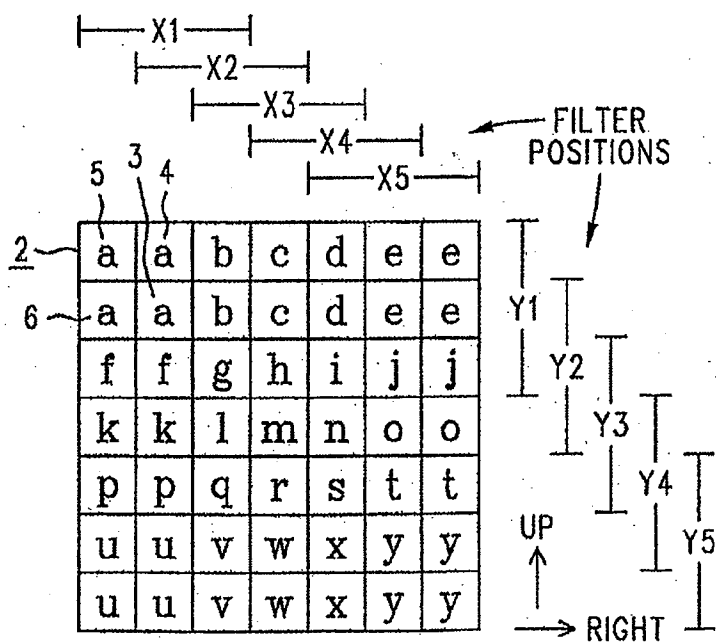 X1
X2
X3
X4
X5
FILTER
POSITIONS
5
3
4
2
6
a a b c d e e
a a b c d e e
f f g h i j j
k k l m n o o
p p q r s t t
u u v w x y y
u u v w x y y
Y1
Y2
Y3
Y4
Y5
UP
RIGHT